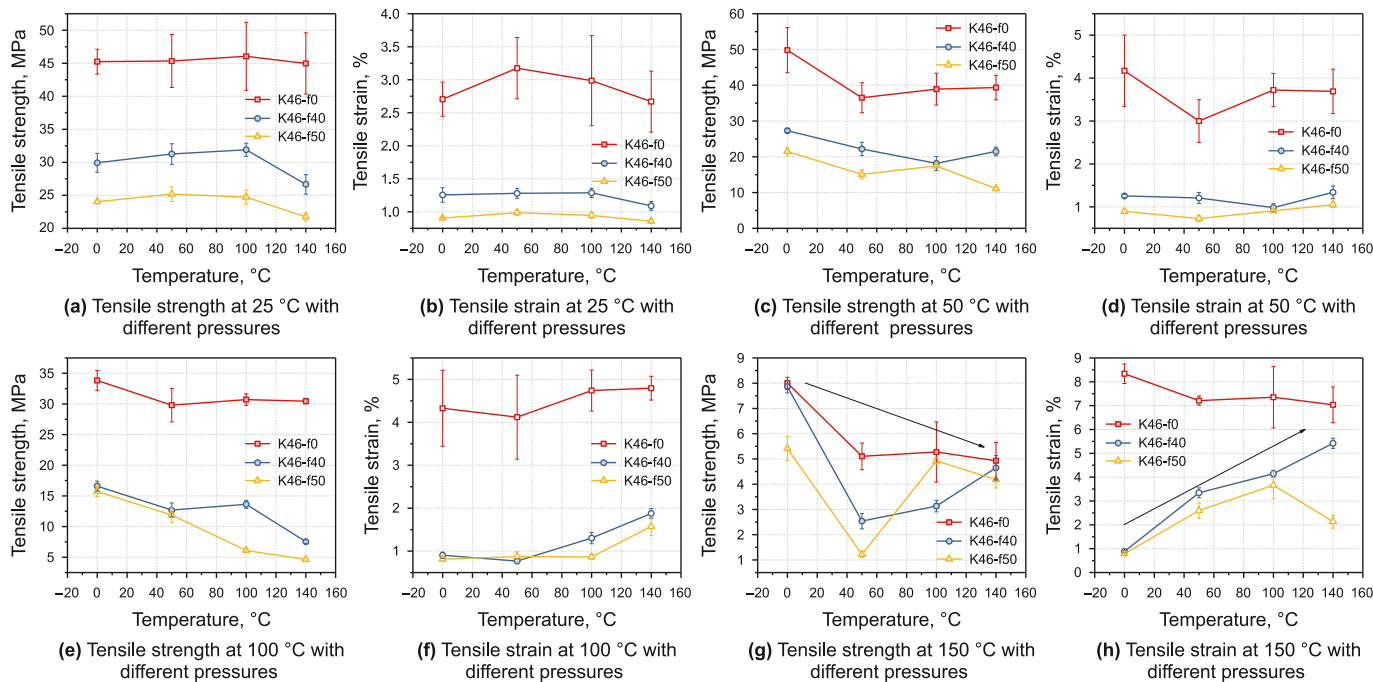 Tensile strength, MPa
50
45
40
35
30
25
20
K46-f0
K46-f40
K46-f50
–20 0 20 40 60 80 100 120 140 160
Temperature, °C
(a) Tensile strength at 25 °C with
different pressures
Tensile strain, %
4.0
3.5
3.0
2.5
2.0
1.5
1.0
K46-f0
K46-f40
K46-f50
–20 0 20 40 60 80 100 120 140 160
Temperature, °C
(b) Tensile strain at 25 °C with
different pressures
Tensile strength, MPa
60
50
40
30
20
10
0
K46-f0
K46-f40
K46-f50
–20 0 20 40 60 80 100 120 140 160
Temperature, °C
(c) Tensile strength at 50 °C with
different pressures
Tensile strain, %
5
4
3
2
1
K46-f0
K46-f40
K46-f50
–20 0 20 40 60 80 100 120 140 160
Temperature, °C
(d) Tensile strain at 50 °C with
different pressures
Tensile strength, MPa
35
30
25
20
15
10
5
K46-f0
K46-f40
K46-f50
–20 0 20 40 60 80 100 120 140 160
Temperature, °C
(e) Tensile strength at 100 °C with
different pressures
Tensile strain, %
5
4
3
2
1
K46-f0
K46-f40
K46-f50
–20 0 20 40 60 80 100 120 140 160
Temperature, °C
(f) Tensile strain at 100 °C with
different pressures
Tensile strength, MPa
9
8
7
6
5
4
3
2
1
K46-f0
K46-f40
K46-f50
–20 0 20 40 60 80 100 120 140 160
Temperature, °C
(g) Tensile strength at 150 °C with
different pressures
Tensile strain, %
9
8
7
6
5
4
3
2
1
0
K46-f0
K46-f40
K46-f50
–20 0 20 40 60 80 100 120 140 160
Temperature, °C
(h) Tensile strain at 150 °C with
different pressures